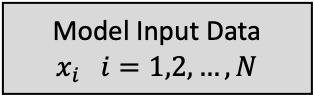 Model Input Data
xᵢ i = 1,2, …, N